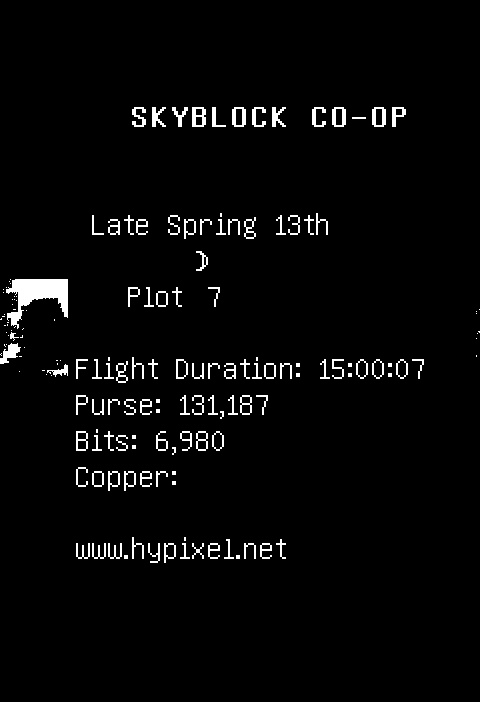 SKYBLOCK CO-OP
Late Spring 13th
Plot 7
Flight Duration: 15:00:07
Purse: 131,187
Bits: 6,980
Copper:
www.hypixel.net